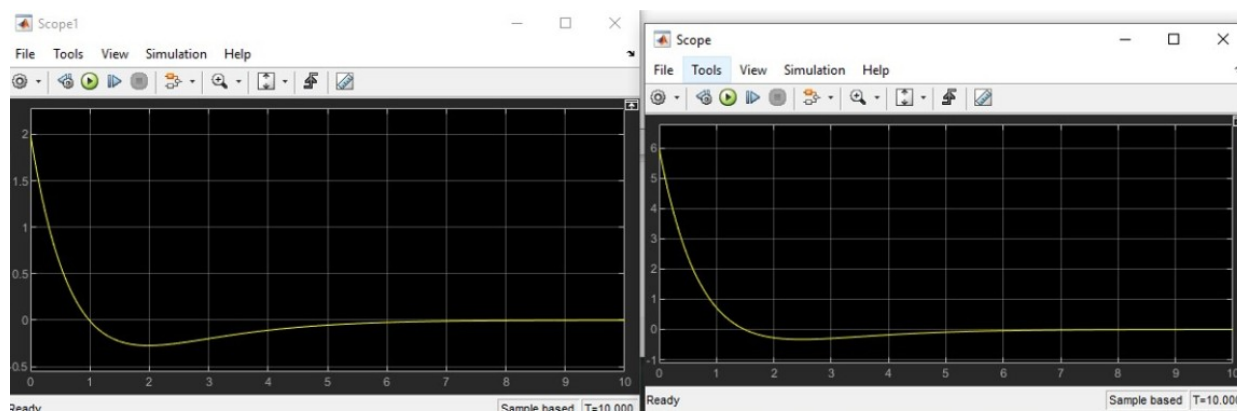 Scope1
File Tools View Simulation Help
2
1.5
1
0.5
0
-0.5
0 1 2 3 4 5 6 7 8 9 10
Ready
Sample based T=10.000
Scope
File Tools View Simulation Help
6
5
4
3
2
1
0
-1
0 1 2 3 4 5 6 7 8 9 10
Ready
Sample based T=10.000